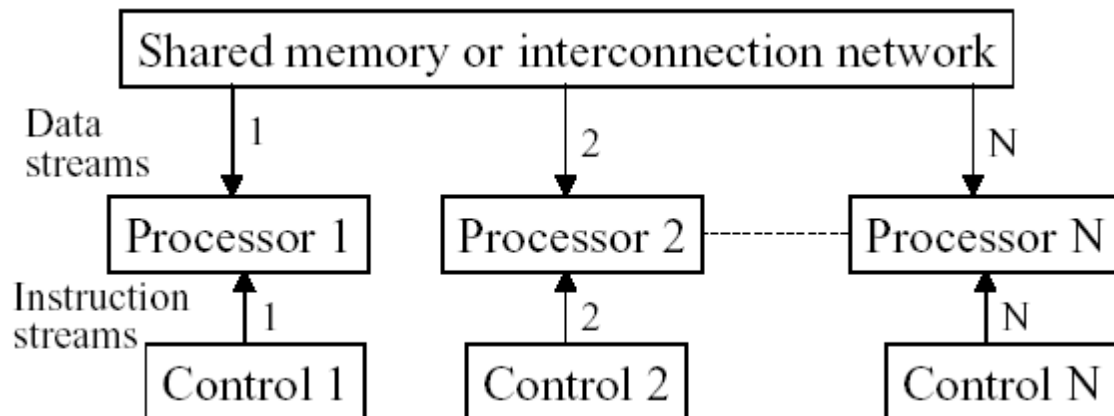 Shared memory or interconnection network
Data
streams
1
2
N
Processor 1
Processor 2
Processor N
Instruction
streams
1
2
N
Control 1
Control 2
Control N